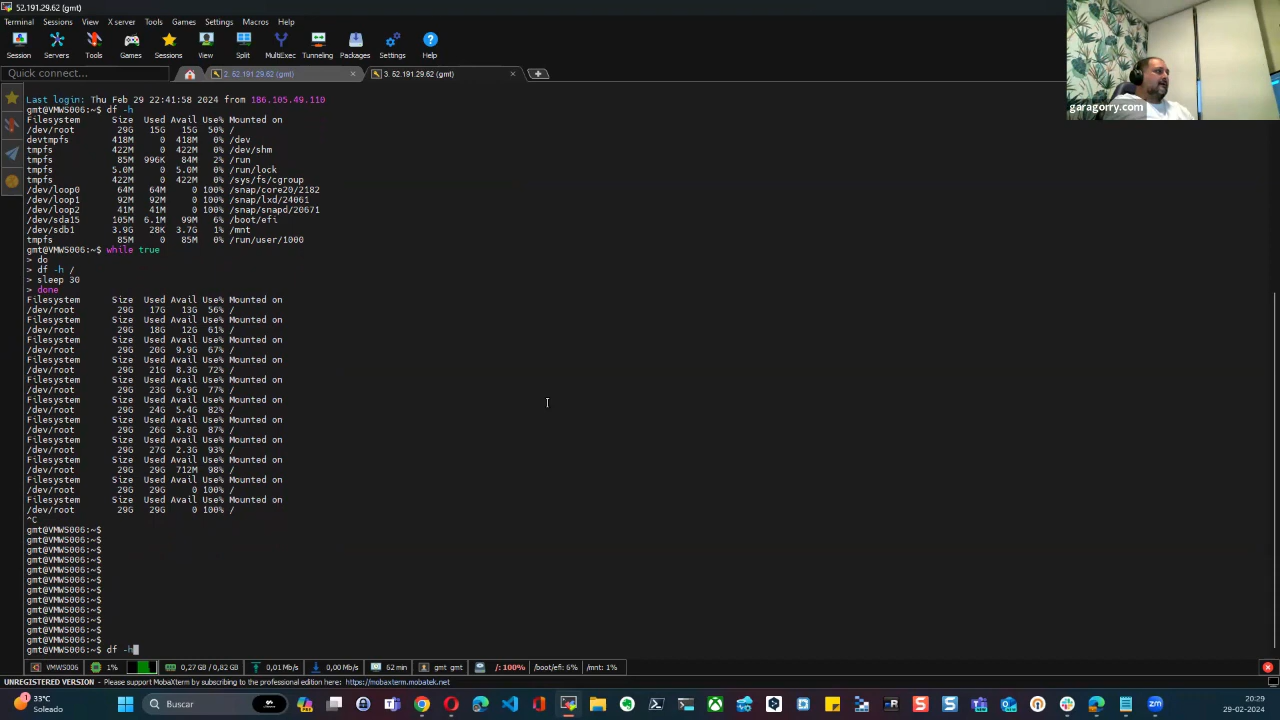 52.191.29.62 (gmt)
Terminal Sessions View X server Tools Games Settings Macros Help
Session Servers Tools Games Sessions View Split MultiExec Tunneling Packages Settings Help
Quick connect...
2. 52.191.29.62 (gmt)
3. 52.191.29.62 (gmt)
garagorry.com
Last login: Thu Feb 29 22:41:58 2024 from 186.105.49.110
gmt@VMWS006:~$ df -h
Filesystem Size Used Avail Use% Mounted on
/dev/root 29G 15G 15G 50% /
devtmpfs 418M 0 418M 0% /dev
tmpfs 422M 0 422M 0% /dev/shm
tmpfs 85M 996K 84M 2% /run
tmpfs 5.0M 0 5.0M 0% /run/lock
tmpfs 422M 0 422M 0% /sys/fs/cgroup
/dev/loop0 64M 64M 0 100% /snap/core20/2182
/dev/loop1 92M 92M 0 100% /snap/lxd/24061
/dev/loop2 41M 41M 0 100% /snap/snapd/20671
/dev/sda15 105M 6.1M 99M 6% /boot/efi
/dev/sdb1 3.9G 28K 3.7G 1% /mnt
tmpfs 85M 0 85M 0% /run/user/1000
gmt@VMWS006:~$ while true
> do
> df -h /
> sleep 30
> done
Filesystem Size Used Avail Use% Mounted on
/dev/root 29G 17G 13G 56% /
Filesystem Size Used Avail Use% Mounted on
/dev/root 29G 18G 12G 61% /
Filesystem Size Used Avail Use% Mounted on
/dev/root 29G 20G 9.9G 67% /
Filesystem Size Used Avail Use% Mounted on
/dev/root 29G 21G 8.3G 72% /
Filesystem Size Used Avail Use% Mounted on
/dev/root 29G 23G 6.9G 77% /
Filesystem Size Used Avail Use% Mounted on
/dev/root 29G 24G 5.4G 82% /
Filesystem Size Used Avail Use% Mounted on
/dev/root 29G 26G 3.8G 87% /
Filesystem Size Used Avail Use% Mounted on
/dev/root 29G 27G 2.3G 93% /
Filesystem Size Used Avail Use% Mounted on
/dev/root 29G 29G 712M 98% /
Filesystem Size Used Avail Use% Mounted on
/dev/root 29G 29G 0 100% /
Filesystem Size Used Avail Use% Mounted on
/dev/root 29G 29G 0 100% /
^C
gmt@VMWS006:~$
gmt@VMWS006:~$
gmt@VMWS006:~$
gmt@VMWS006:~$
gmt@VMWS006:~$
gmt@VMWS006:~$
gmt@VMWS006:~$
gmt@VMWS006:~$
gmt@VMWS006:~$
gmt@VMWS006:~$
gmt@VMWS006:~$
gmt@VMWS006:~$
gmt@VMWS006:~$ df -h
VMWS006 1% 0,27 GB / 0,82 GB 0,01 Mb/s 0,00 Mb/s 62 min gmt gmt /: 100% /boot/efi: 6% /mnt: 1%
UNREGISTERED VERSION - Please support MobaXterm by subscribing to the professional edition here: https://mobaxterm.mobatek.net
33°C
Soleado
Buscar
20:29
29-02-2024